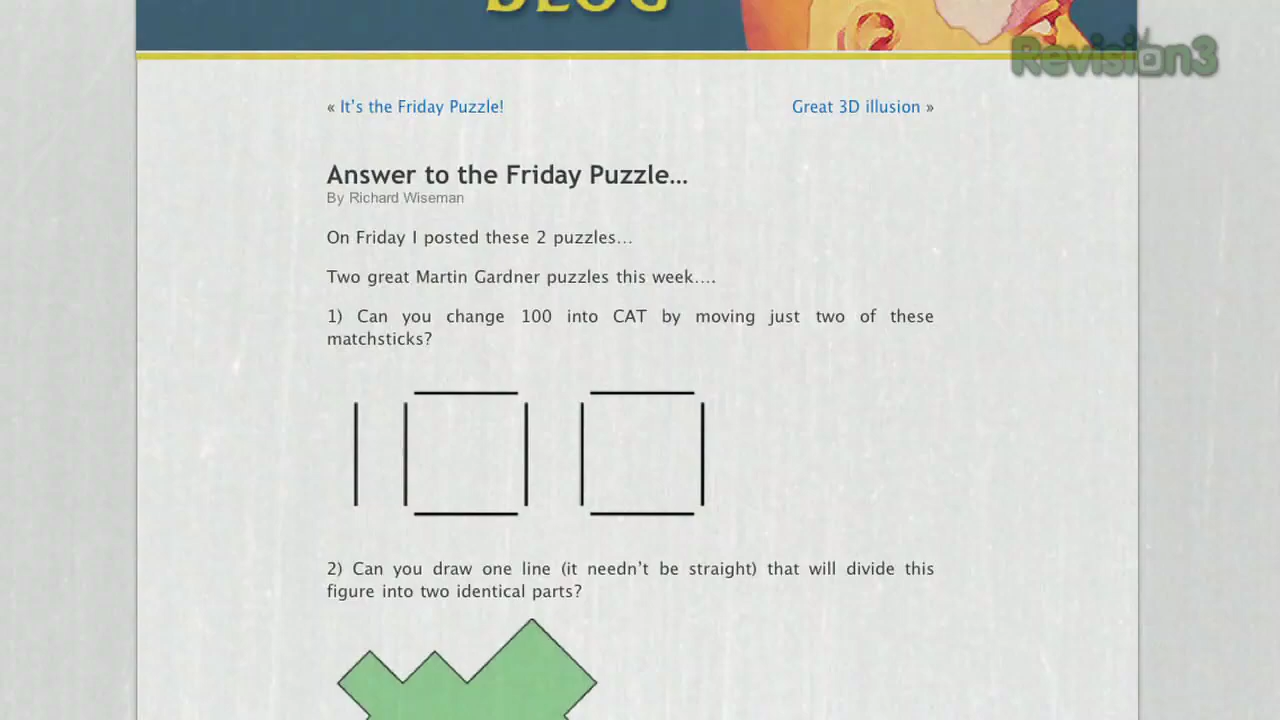 BLOG
Revision3
« It's the Friday Puzzle!
Great 3D illusion »
Answer to the Friday Puzzle...
By Richard Wiseman
On Friday I posted these 2 puzzles...
Two great Martin Gardner puzzles this week....
1) Can you change 100 into CAT by moving just two of these
matchsticks?
2) Can you draw one line (it needn't be straight) that will divide this
figure into two identical parts?